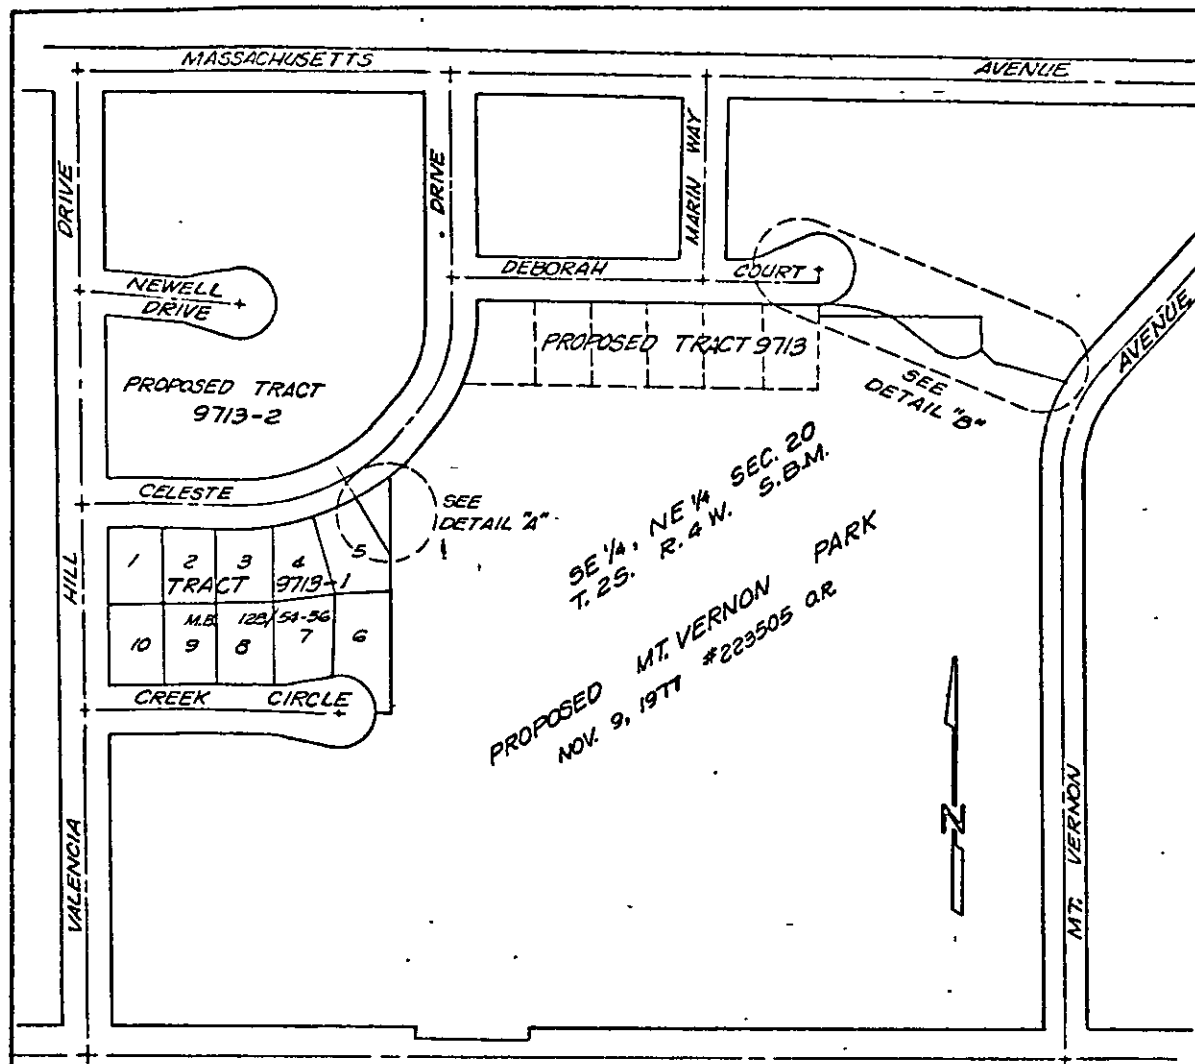 MASSACHUSETTS AVENUE
DRIVE
MARIN WAY
DRIVE
DEBORAH COURT
NEWELL
DRIVE
PROPOSED TRACT 9713
AVENUE
PROPOSED TRACT
9713-2
SEE
DETAIL "B"
CELESTE
SEE
DETAIL "A"
SE 1/4, NE 1/4 SEC. 20
T. 2S. R. 4 W. S.B.M.
1 2 3 4 5
TRACT 9713-1
M.B. 128/54-56
10 9 8 7 6
HILL
PROPOSED MT. VERNON PARK
NOV. 9, 1977 #223505 O.R.
CREEK CIRCLE
N
VALENCIA
MT. VERNON